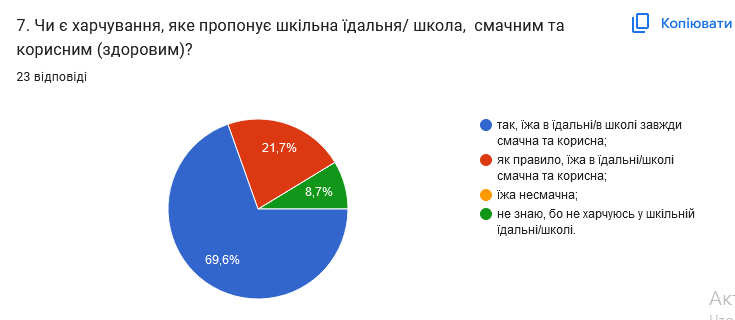 7. Чи є харчування, яке пропонує шкільна їдальня/ школа,  смачним та
корисним (здоровим)?
Копіювати
23 відповіді
21,7%
8,7%
69,6%
так, їжа в їдальні/в школі завжди
смачна та корисна;
як правило, їжа в їдальні/школі
смачна та корисна;
їжа несмачна;
не знаю, бо не харчуюсь у шкільній
їдальні/школі.